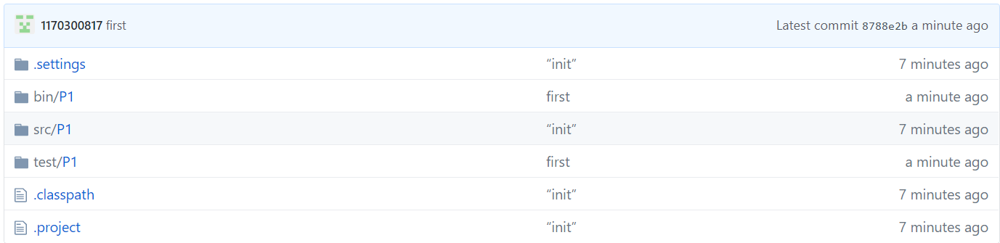 1170300817 first Latest commit 8788e2b a minute ago
.settings “init” 7 minutes ago
bin/P1 first a minute ago
src/P1 “init” 7 minutes ago
test/P1 first a minute ago
.classpath “init” 7 minutes ago
.project “init” 7 minutes ago